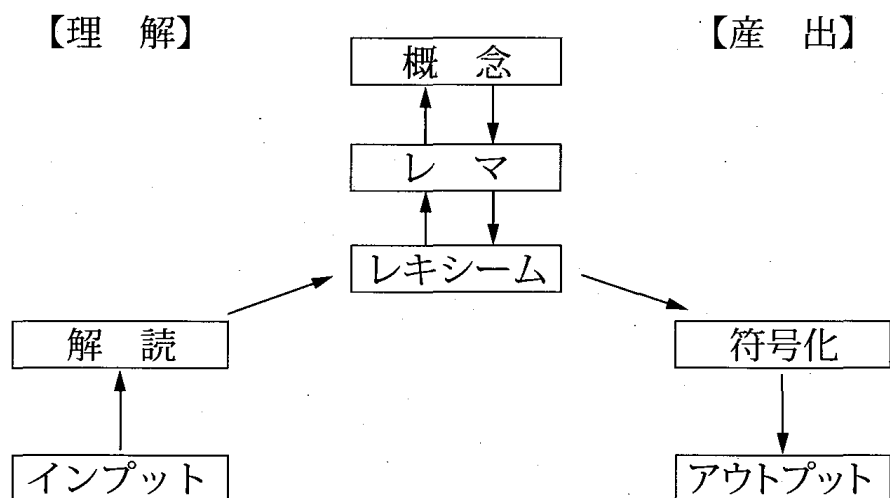 【理 解】
【産 出】
概 念
レ マ
レキシーム
解 読
符号化
インプット
アウトプット